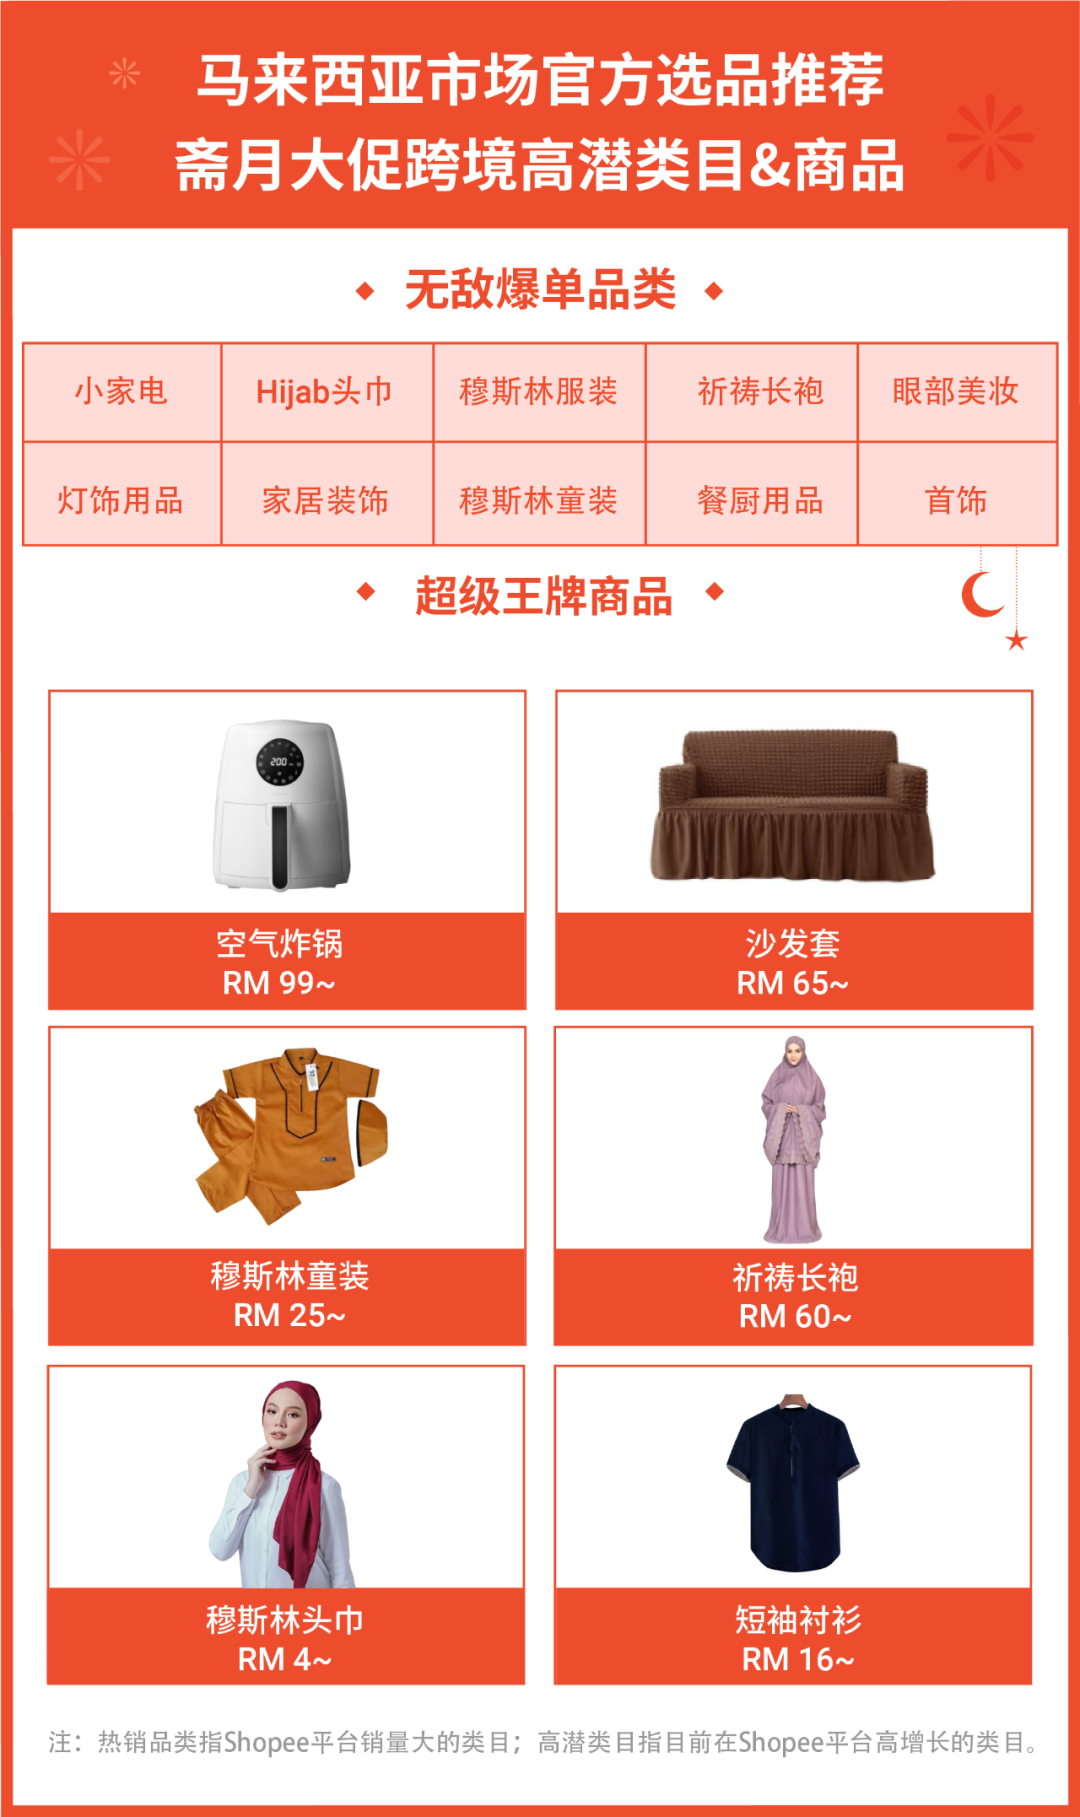 马来西亚市场官方选品推荐
斋月大促跨境高潜类目&商品
无敌爆单品类
小家电 Hijab头巾 穆斯林服装 祈祷长袍 眼部美妆
灯饰用品 家居装饰 穆斯林童装 餐厨用品 首饰
超级王牌商品
200
空气炸锅
RM 99~
沙发套
RM 65~
穆斯林童装
RM 25~
祈祷长袍
RM 60~
穆斯林头巾
RM 4~
短袖衬衫
RM 16~
注：热销品类指Shopee平台销量大的类目；高潜类目指目前在Shopee平台高增长的类目。